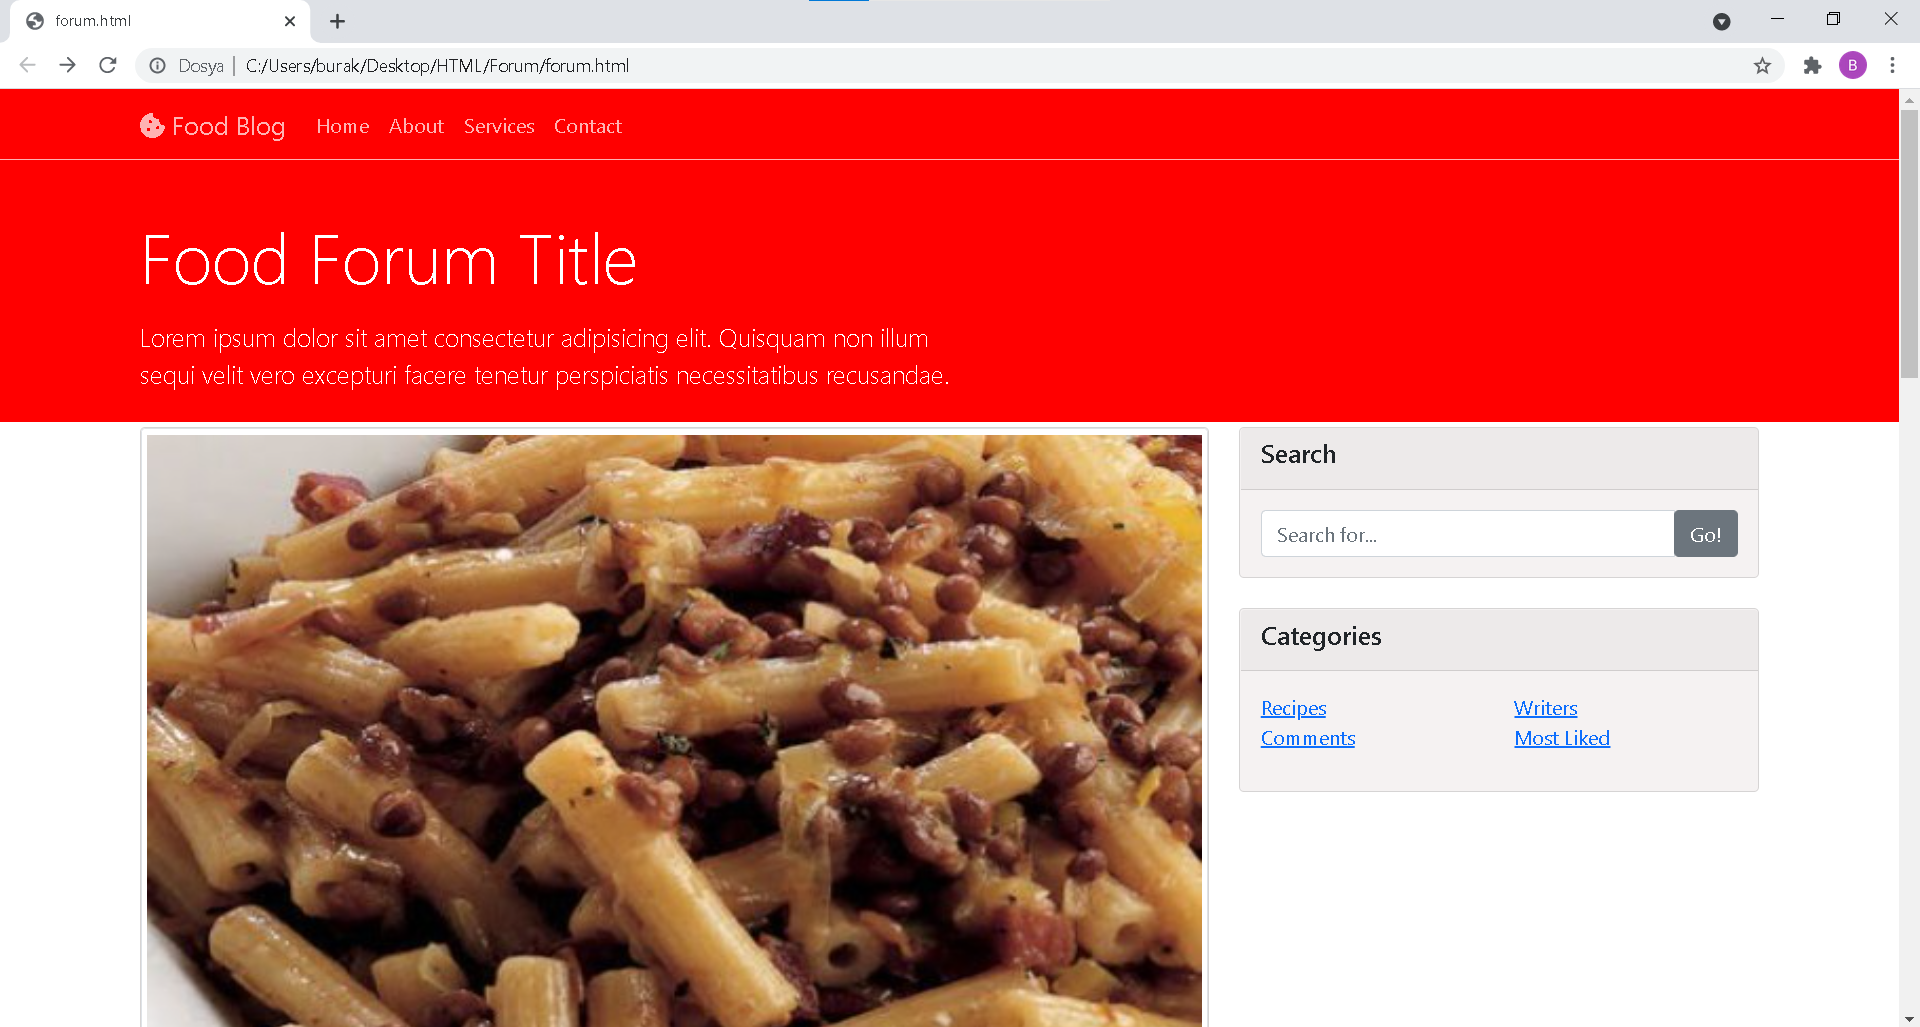 forum.html
Dosya | C:/Users/burak/Desktop/HTML/Forum/forum.html
B
Food Blog Home About Services Contact
Food Forum Title
Lorem ipsum dolor sit amet consectetur adipisicing elit. Quisquam non illum
sequi velit vero excepturi facere tenetur perspiciatis necessitatibus recusandae.
Search
Search for... Go!
Categories
Recipes Writers
Comments Most Liked